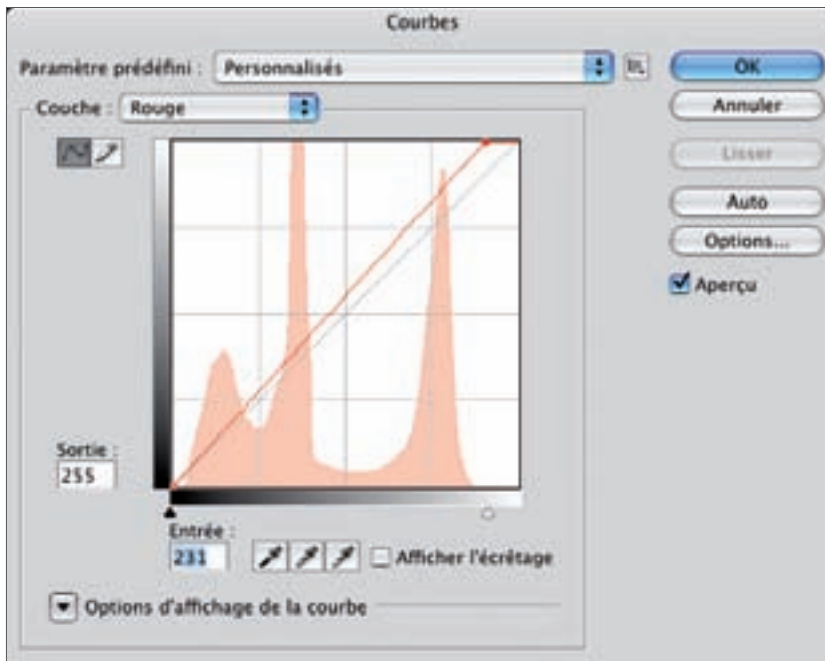 Courbes
Paramètre prédéfini : Personnalisés
OK
Couche : Rouge
Annuler
Lisser
Auto
Options...
Aperçu
Sortie :
255
Entrée :
231
Afficher l'écrêtage
Options d'affichage de la courbe